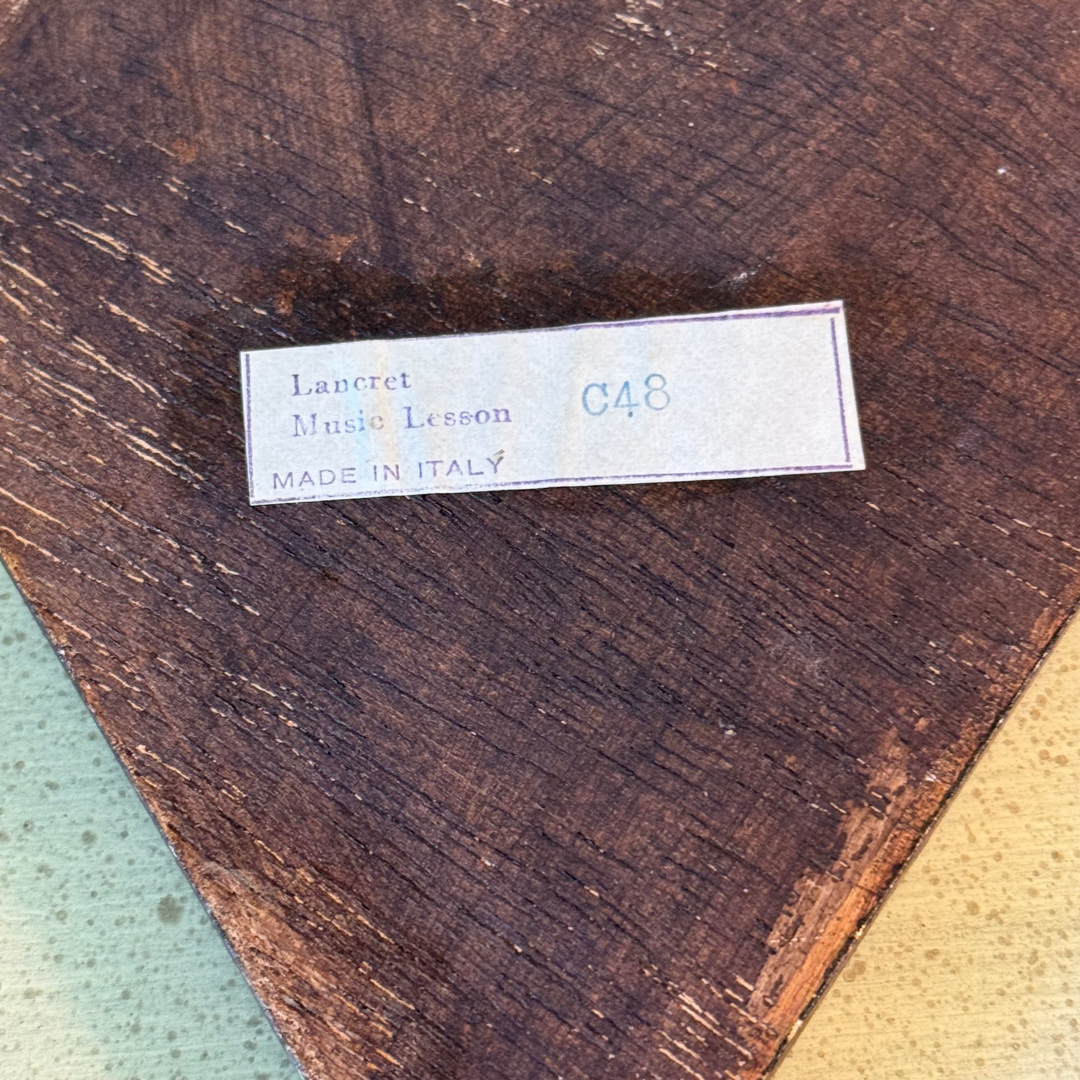 Lancret
Music Lesson
C48
MADE IN ITALY